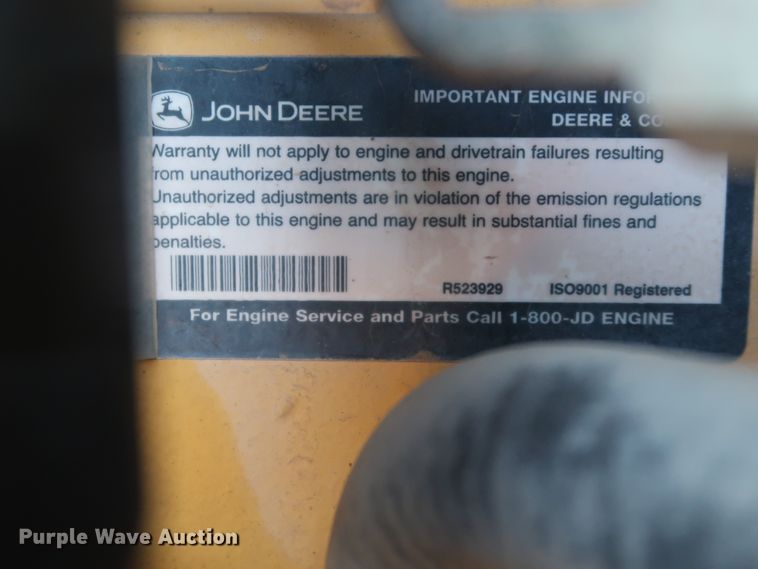 JOHN DEERE
IMPORTANT ENGINE
DEERE & CO
Warranty will not apply to engine and drivetrain failures resulting
from unauthorized adjustments to this engine.
Unauthorized adjustments are in violation of the emission regulations
applicable to this engine and may result in substantial fines and
penalties.
R523929 ISO9001 Registered
For Engine Service and Parts Call 1-800-JD ENGINE
Purple Wave Auction